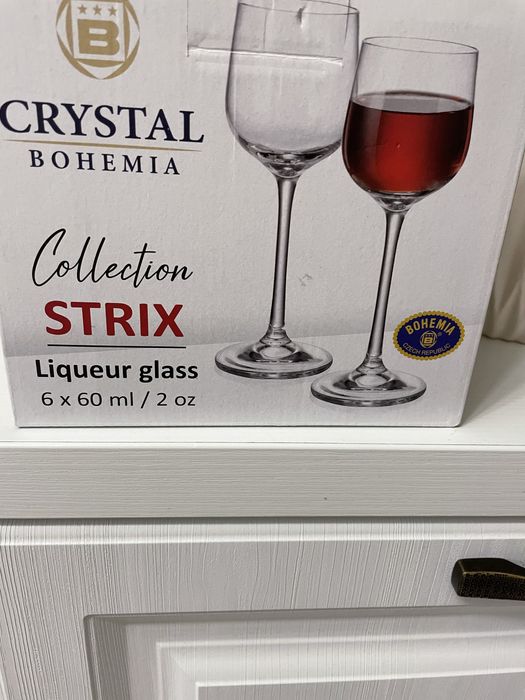 B
CRYSTAL
BOHEMIA
Collection
STRIX
Liqueur glass
6 x 60 ml / 2 oz
BOHEMIA
B
CZECH REPUBLIC